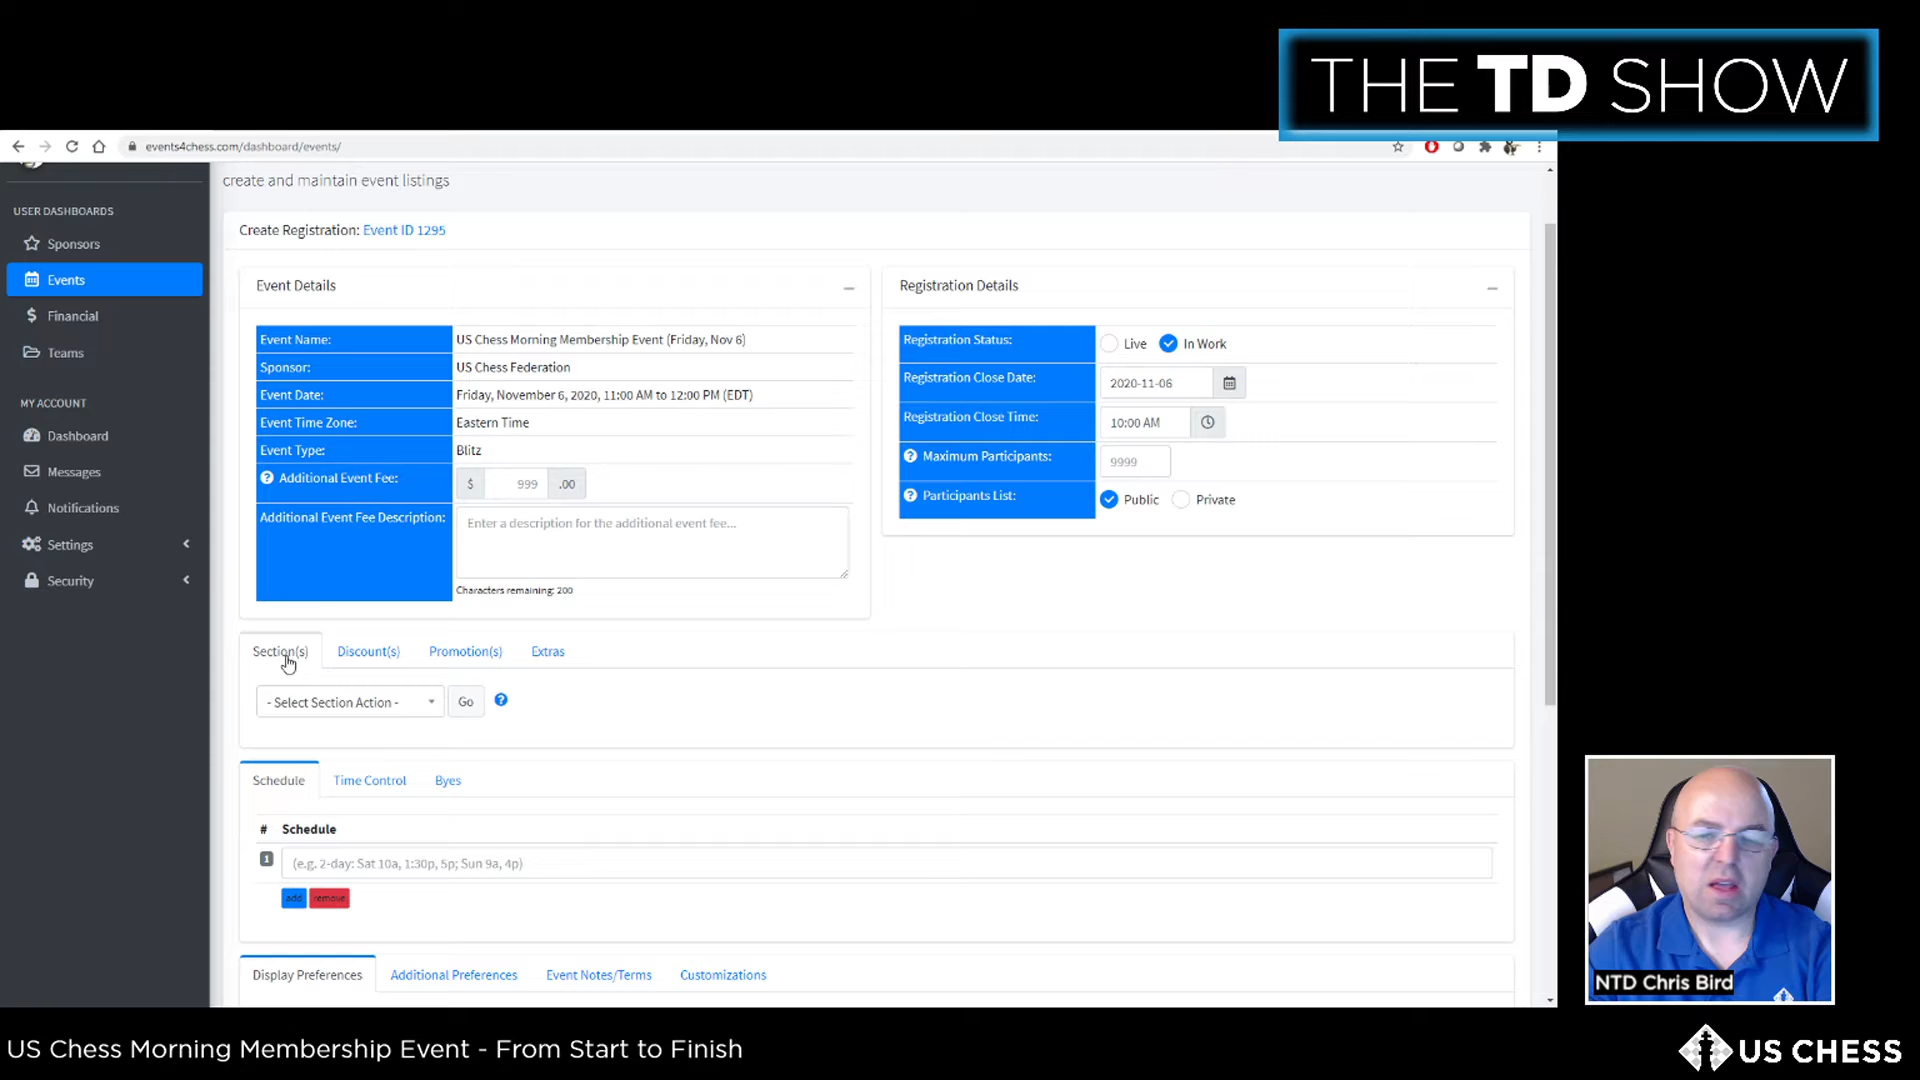 THE TD SHOW
events4chess.com/dashboard/events/
create and maintain event listings
USER DASHBOARDS
Sponsors
Events
Financial
Teams
MY ACCOUNT
Dashboard
Messages
Notifications
Settings
Security
Create Registration: Event ID 1295
Event Details
Event Name: US Chess Morning Membership Event (Friday, Nov 6)
Sponsor: US Chess Federation
Event Date: Friday, November 6, 2020, 11:00 AM to 12:00 PM (EDT)
Event Time Zone: Eastern Time
Event Type: Blitz
? Additional Event Fee: $ 999 .00
Additional Event Fee Description: Enter a description for the additional event fee...
Characters remaining: 200
Registration Details
Registration Status: Live In Work
Registration Close Date: 2020-11-06
Registration Close Time: 10:00 AM
? Maximum Participants: 9999
? Participants List: Public Private
Section(s) Discount(s) Promotion(s) Extras
- Select Section Action - Go ?
Schedule Time Control Byes
# Schedule
1 (e.g. 2-day: Sat 10a, 1:30p, 5p; Sun 9a, 4p)
add remove
Display Preferences Additional Preferences Event Notes/Terms Customizations
NTD Chris Bird
US Chess Morning Membership Event - From Start to Finish
US CHESS